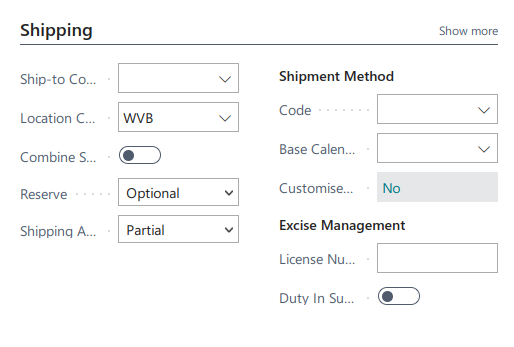 Shipping
Show more
Ship-to Co...
Location C...
WVB
Combine S...
Reserve
Optional
Shipping A...
Partial
Shipment Method
Code
Base Calen...
Customise...
No
Excise Management
License Nu...
Duty In Su...